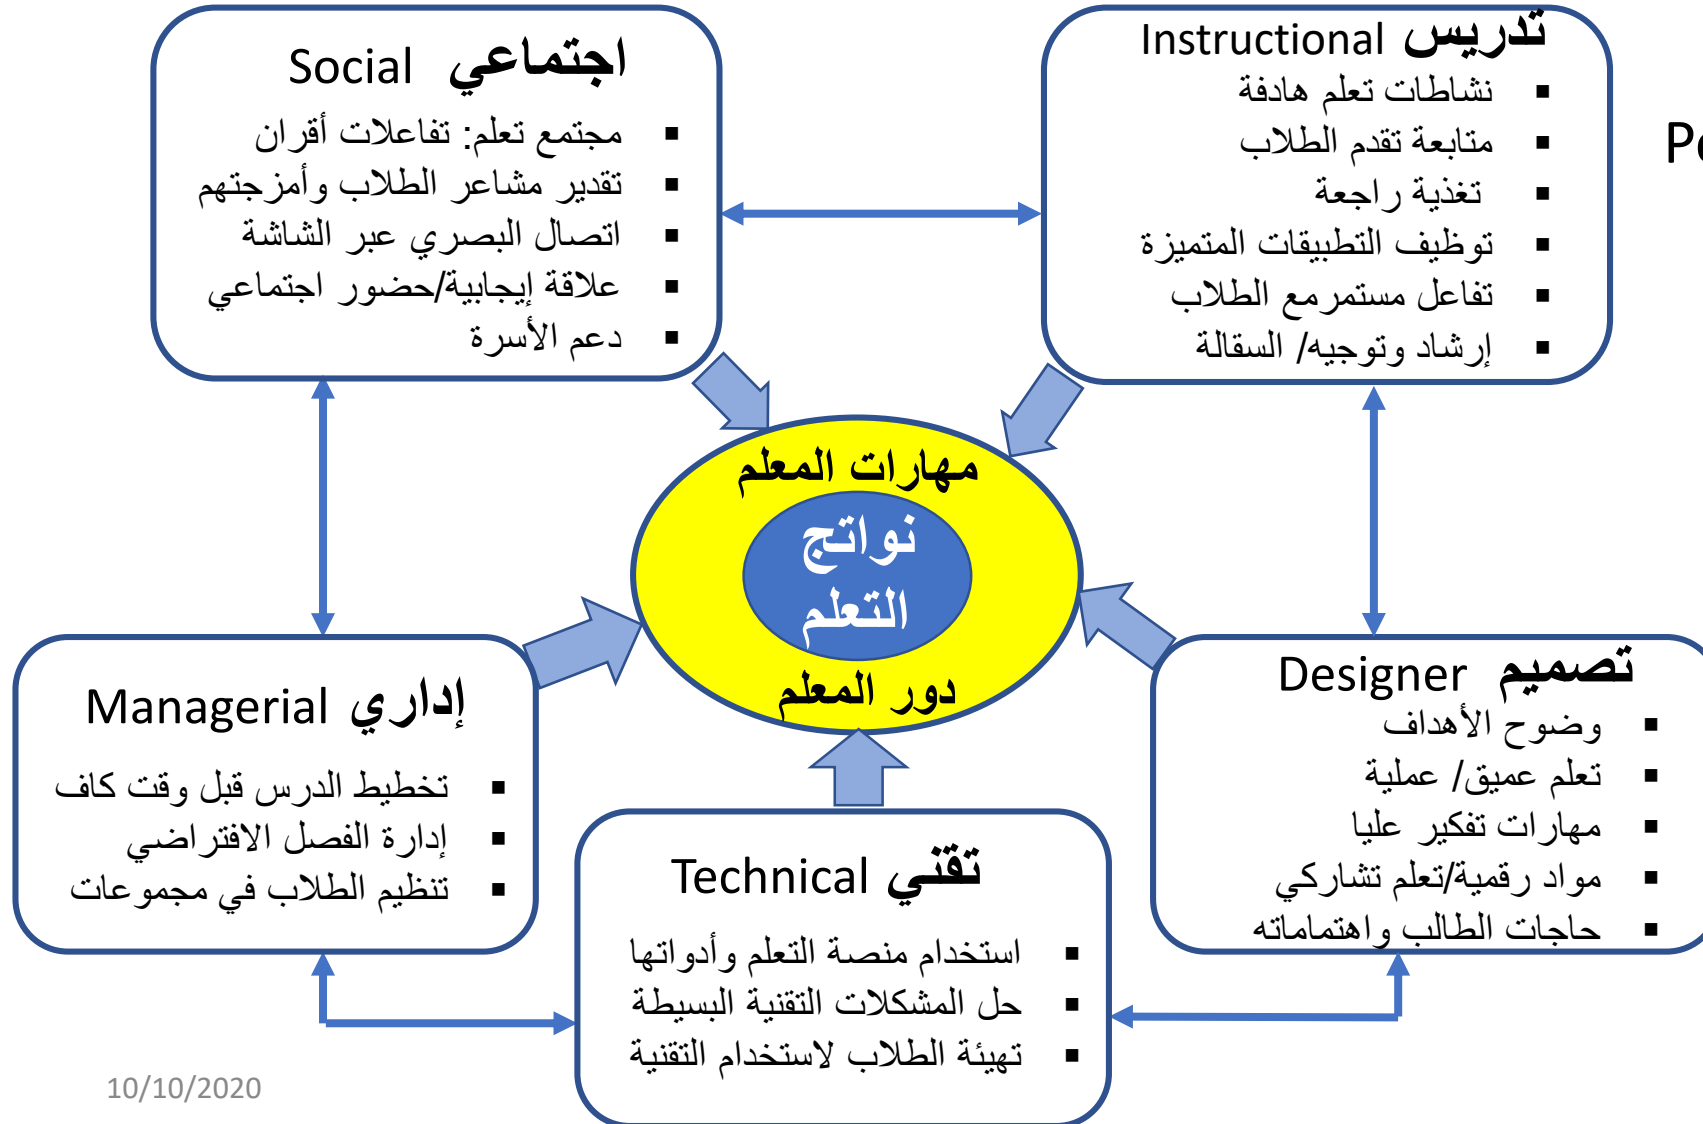 تدريس Instructional
▪ نشاطات تعلم هادفة
▪ متابعة تقدم الطلاب
▪ تغذية راجعة
▪ توظيف التطبيقات المتميزة
▪ تفاعل مستمرمع الطلاب
▪ إرشاد وتوجيه/ السقالة
اجتماعي Social
▪ مجتمع تعلم: تفاعلات أقران
▪ تقدير مشاعر الطلاب وأمزجتهم
▪ اتصال البصري عبر الشاشة
▪ علاقة إيجابية/حضور اجتماعي
▪ دعم الأسرة
مهارات المعلم
نواتج
التعلم
دور المعلم
تصميم Designer
▪ وضوح الأهداف
▪ تعلم عميق/ عملية
▪ مهارات تفكير عليا
▪ مواد رقمية/تعلم تشاركي
▪ حاجات الطالب واهتماماته
إداري Managerial
▪ تخطيط الدرس قبل وقت كاف
▪ إدارة الفصل الافتراضي
▪ تنظيم الطلاب في مجموعات
تقني Technical
▪ استخدام منصة التعلم وأدواتها
▪ حل المشكلات التقنية البسيطة
▪ تهيئة الطلاب لاستخدام التقنية
10/10/2020